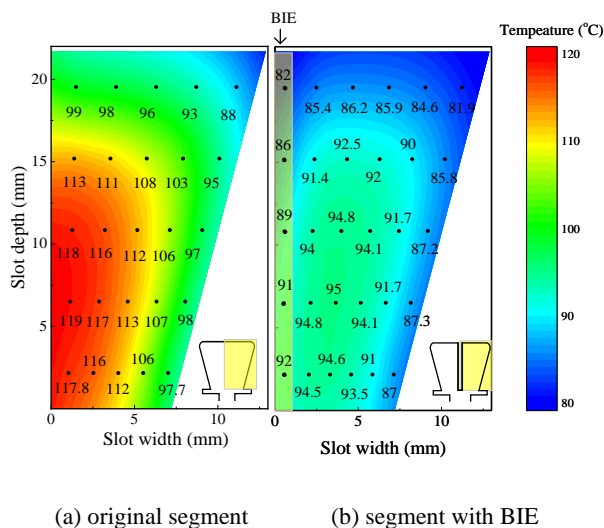 BIE
Tempeature (°C)
20
15
10
5
Slot depth (mm)
99 98 96 93 88
113 111 108 103 95
118 116 112 106 97
119 117 113 107 98
116 106
117.8 112 97.7
0 5 10
Slot width (mm)
82
85.4 86.2 85.9 84.6 81.9
86 92.5 90
91.4 92 85.8
89 94.8 91.7
94 94.1 87.2
91 95 91.7
94.8 94.1 87.3
92 94.6 91
94.5 93.5 87
0 5 10
Slot width (mm)
120
100
80
(a) original segment
(b) segment with BIE